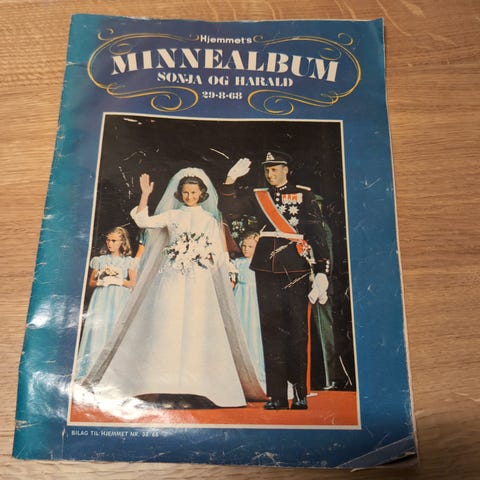 Hjemmet's
MINNEALBUM
SONJA OG HARALD
29-8-68
BILAG TIL HJEMMET NR. 38 68